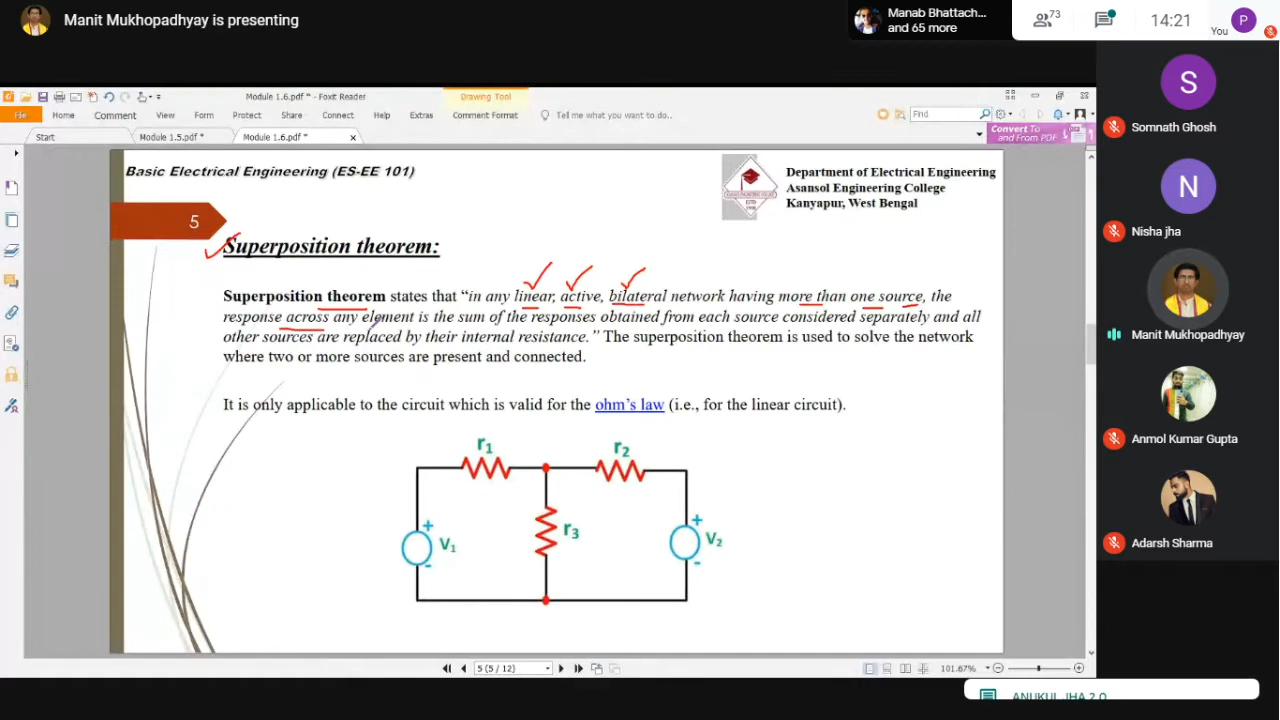 Manit Mukhopadhyay is presenting
Manab Bhattach...
and 65 more
73
14:21
You
P
Module 1.6.pdf * - Foxit Reader
Drawing Tool
File
Home
Comment
View
Form
Protect
Share
Connect
Help
Extras
Comment Format
Tell me what you want to do..
Find
Start
Module 1.5.pdf *
Module 1.6.pdf *
Convert To
and From PDF
Basic Electrical Engineering (ES-EE 101)
Department of Electrical Engineering
Asansol Engineering College
Kanyapur, West Bengal
5
Superposition theorem:
Superposition theorem states that “in any linear, active, bilateral network having more than one source, the
response across any element is the sum of the responses obtained from each source considered separately and all
other sources are replaced by their internal resistance.” The superposition theorem is used to solve the network
where two or more sources are present and connected.
It is only applicable to the circuit which is valid for the ohm’s law (i.e., for the linear circuit).
r1
r2
r3
+
V1
-
+
V2
-
5 (5 / 12)
101.67%
S
Somnath Ghosh
N
Nisha jha
Manit Mukhopadhyay
Anmol Kumar Gupta
Adarsh Sharma
ANUKUL JHA 2.0